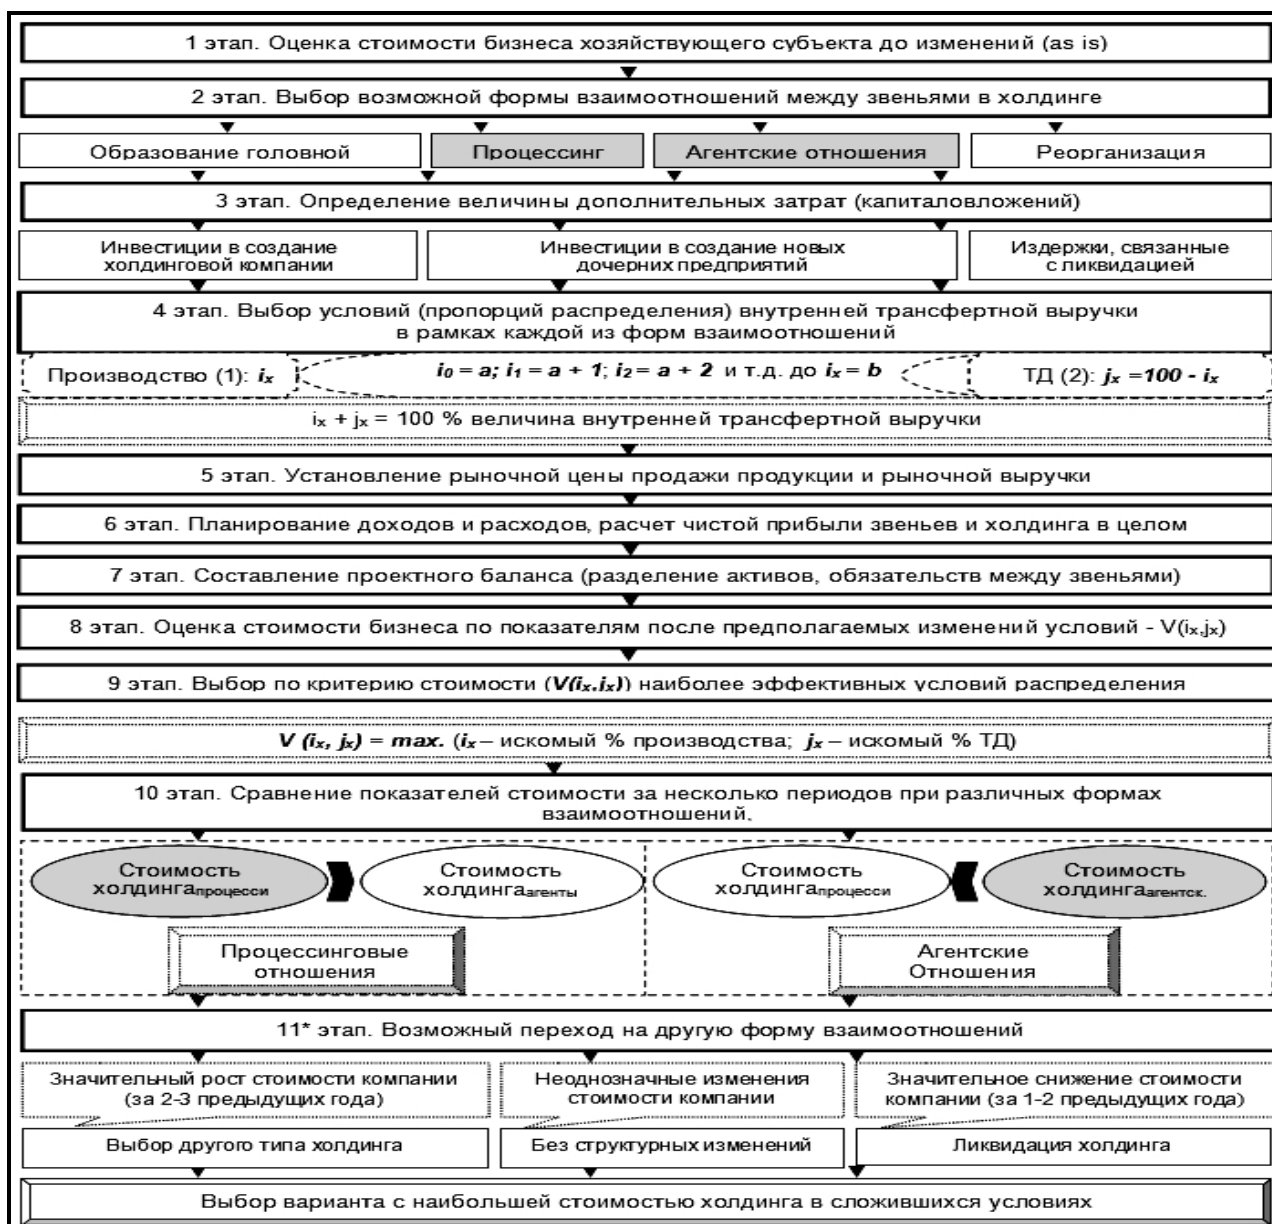 1 этап. Оценка стоимости бизнеса хозяйствующего субъекта до изменений (as is)
2 этап. Выбор возможной формы взаимоотношений между звеньями в холдинге
Образование головной
Процессинг
Агентские отношения
Реорганизация
3 этап. Определение величины дополнительных затрат (капиталовложений)
Инвестиции в создание
холдинговой компании
Инвестиции в создание новых
дочерних предприятий
Издержки, связанные
с ликвидацией
4 этап. Выбор условий (пропорций распределения) внутренней трансфертной выручки
в рамках каждой из форм взаимоотношений
Производство (1): iₓ
i₀ = a; i₁ = a + 1; i₂ = a + 2 и т.д. до iₓ = b
ТД (2): jₓ =100 - iₓ
iₓ + jₓ = 100 % величина внутренней трансфертной выручки
5 этап. Установление рыночной цены продажи продукции и рыночной выручки
6 этап. Планирование доходов и расходов, расчет чистой прибыли звеньев и холдинга в целом
7 этап. Составление проектного баланса (разделение активов, обязательств между звеньями)
8 этап. Оценка стоимости бизнеса по показателям после предполагаемых изменений условий - V(iₓ,jₓ)
9 этап. Выбор по критерию стоимости (V(iₓ,jₓ)) наиболее эффективных условий распределения
V (iₓ, jₓ) = max. (iₓ – искомый % производства; jₓ – искомый % ТД)
10 этап. Сравнение показателей стоимости за несколько периодов при различных формах
взаимоотношений.
Стоимость
холдингапроцесси
Стоимость
холдингаагенты
Стоимость
холдингапроцесси
Стоимость
холдингаагентск.
Процессинговые
отношения
Агентские
Отношения
11* этап. Возможный переход на другую форму взаимоотношений
Значительный рост стоимости компании
(за 2-3 предыдущих года)
Неоднозначные изменения
стоимости компании
Значительное снижение стоимости
компании (за 1-2 предыдущих года)
Выбор другого типа холдинга
Без структурных изменений
Ликвидация холдинга
Выбор варианта с наибольшей стоимостью холдинга в сложившихся условиях